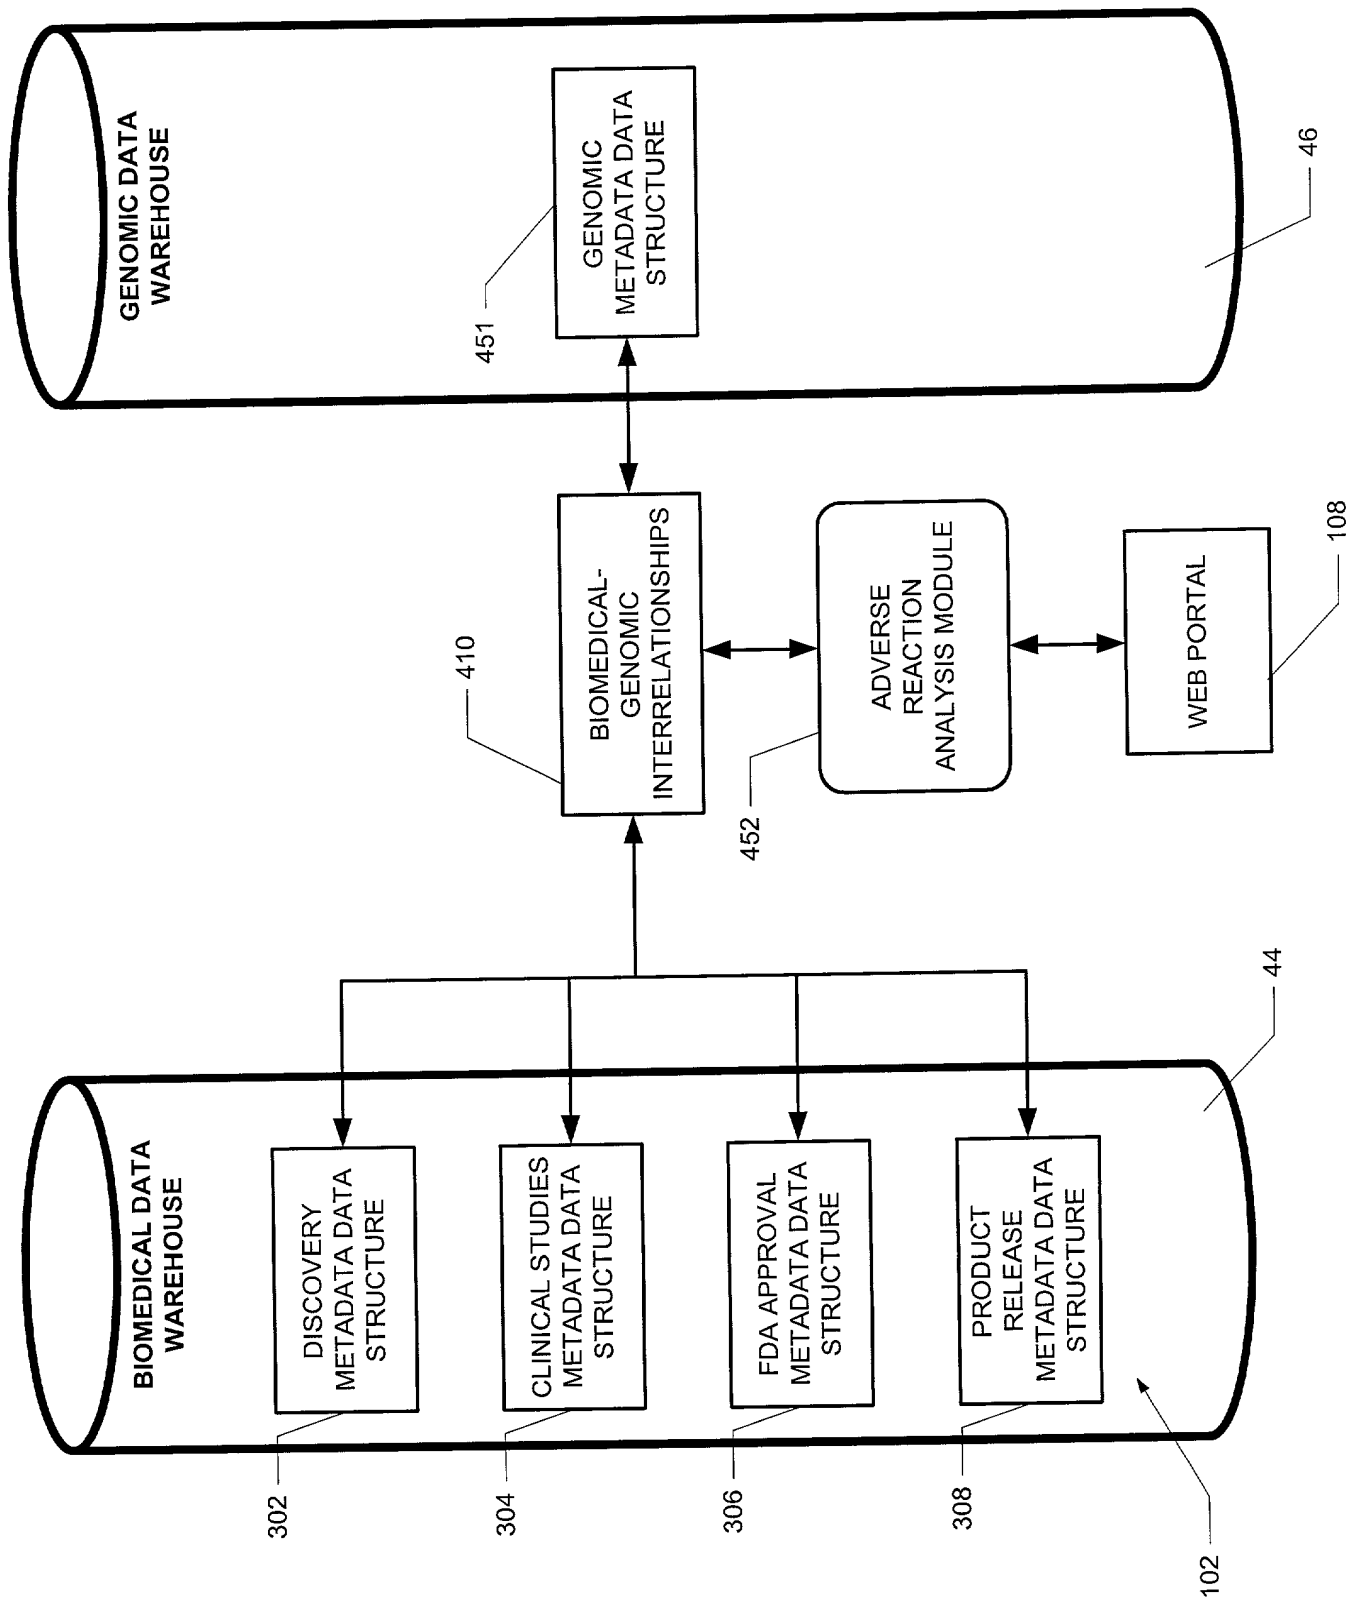 BIOMEDICAL DATA
WAREHOUSE
302
DISCOVERY
METADATA DATA
STRUCTURE
304
CLINICAL STUDIES
METADATA DATA
STRUCTURE
306
FDA APPROVAL
METADATA DATA
STRUCTURE
308
PRODUCT
RELEASE
METADATA DATA
STRUCTURE
102
44
410
BIOMEDICAL-
GENOMIC
INTERRELATIONSHIPS
452
ADVERSE
REACTION
ANALYSIS MODULE
WEB PORTAL
108
GENOMIC DATA
WAREHOUSE
451
GENOMIC
METADATA DATA
STRUCTURE
46